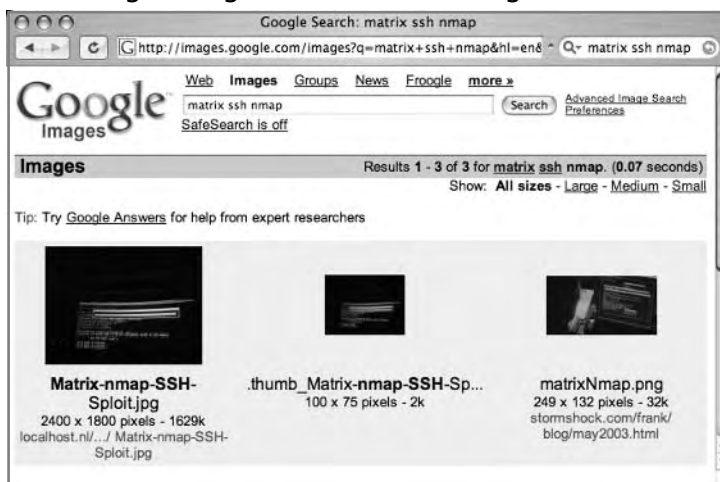 Google Search: matrix ssh nmap
http://images.google.com/images?q=matrix+ssh+nmap&hl=en& matrix ssh nmap
Google Images
Web Images Groups News Froogle more »
matrix ssh nmap Search Advanced Image Search
Preferences
SafeSearch is off
Images Results 1 - 3 of 3 for matrix ssh nmap. (0.07 seconds)
Show: All sizes - Large - Medium - Small
Tip: Try Google Answers for help from expert researchers
Matrix-nmap-SSH-
Sploit.jpg
2400 x 1800 pixels - 1629k
localhost.nl/.../ Matrix-nmap-SSH-
Sploit.jpg
.thumb_Matrix-nmap-SSH-Sp...
100 x 75 pixels - 2k
matrixNmap.png
249 x 132 pixels - 32k
stormshock.com/frank/
blog/may2003.html